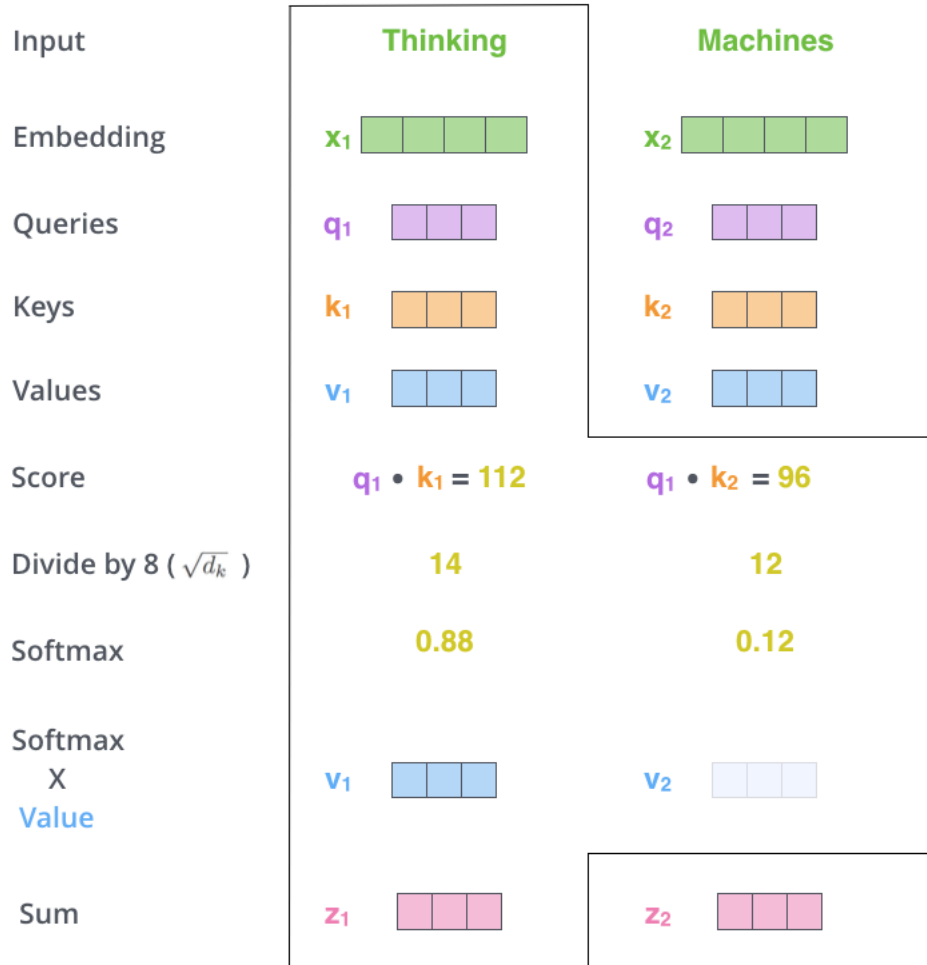 Input Thinking Machines
Embedding x₁ x₂
Queries q₁ q₂
Keys k₁ k₂
Values v₁ v₂
Score q₁ • k₁ = 112 q₁ • k₂ = 96
Divide by 8 ( √dₖ ) 14 12
Softmax 0.88 0.12
Softmax
X
Value v₁ v₂
Sum z₁ z₂